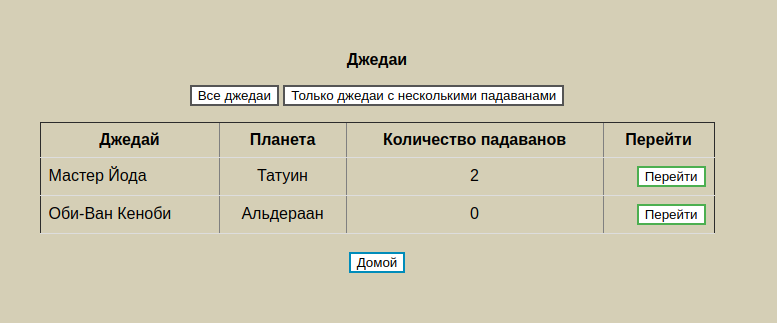 Джедаи
Все джедаи Только джедаи с несколькими падаванами
Джедай Планета Количество падаванов Перейти
Мастер Йода Татуин 2 Перейти
Оби-Ван Кеноби Альдераан 0 Перейти
Домой